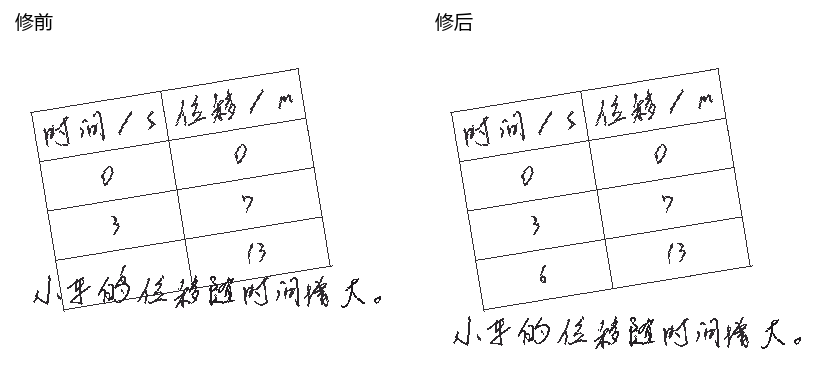 修前
时间/s 位移/m
0 0
3 7
13
小车的位移随时间增大。
修后
时间/s 位移/m
0 0
3 7
6 13
小车的位移随时间增大。